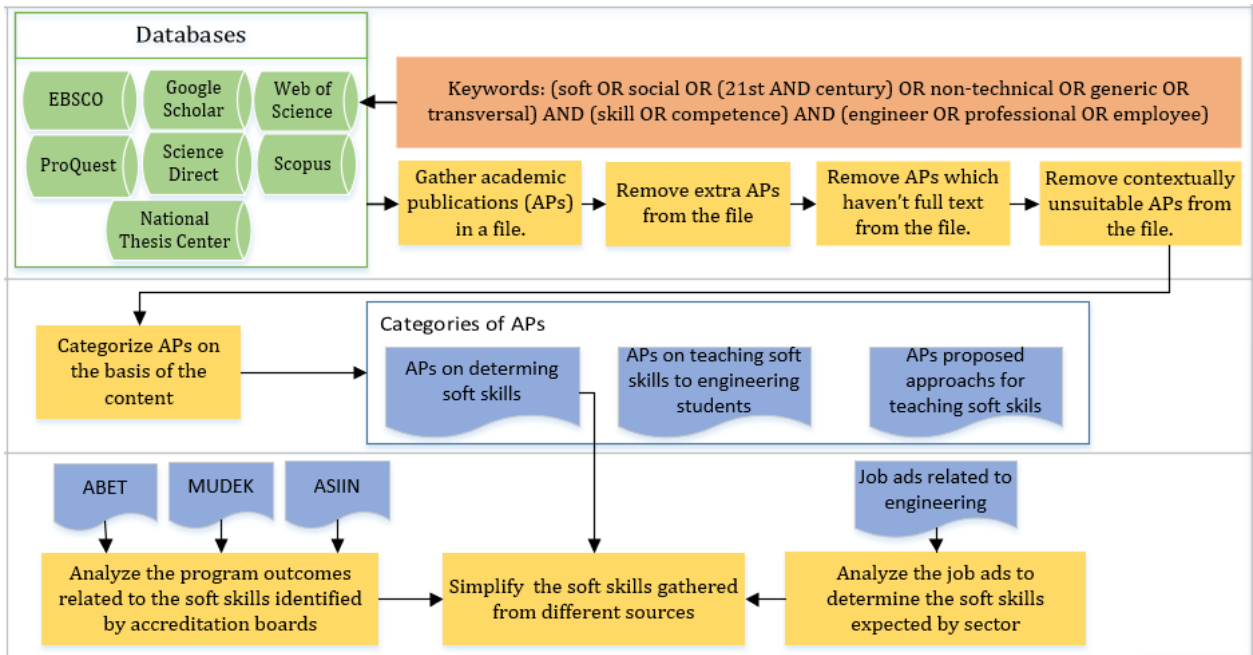 Databases
EBSCO
Google
Scholar
Web of
Science
ProQuest
Science
Direct
Scopus
National
Thesis Center
Keywords: (soft OR social OR (21st AND century) OR non-technical OR generic OR
transversal) AND (skill OR competence) AND (engineer OR professional OR employee)
Gather academic
publications (APs)
in a file.
Remove extra APs
from the file
Remove APs which
haven't full text
from the file.
Remove contextually
unsuitable APs from
the file.
Categorize APs on
the basis of the
content
Categories of APs
APs on determing
soft skills
APs on teaching soft
skills to engineering
students
APs proposed
approachs for
teaching soft skils
ABET
MUDEK
ASIIN
Job ads related to
engineering
Analyze the program outcomes
related to the soft skills identified
by accreditation boards
Simplify the soft skills gathered
from different sources
Analyze the job ads to
determine the soft skills
expected by sector